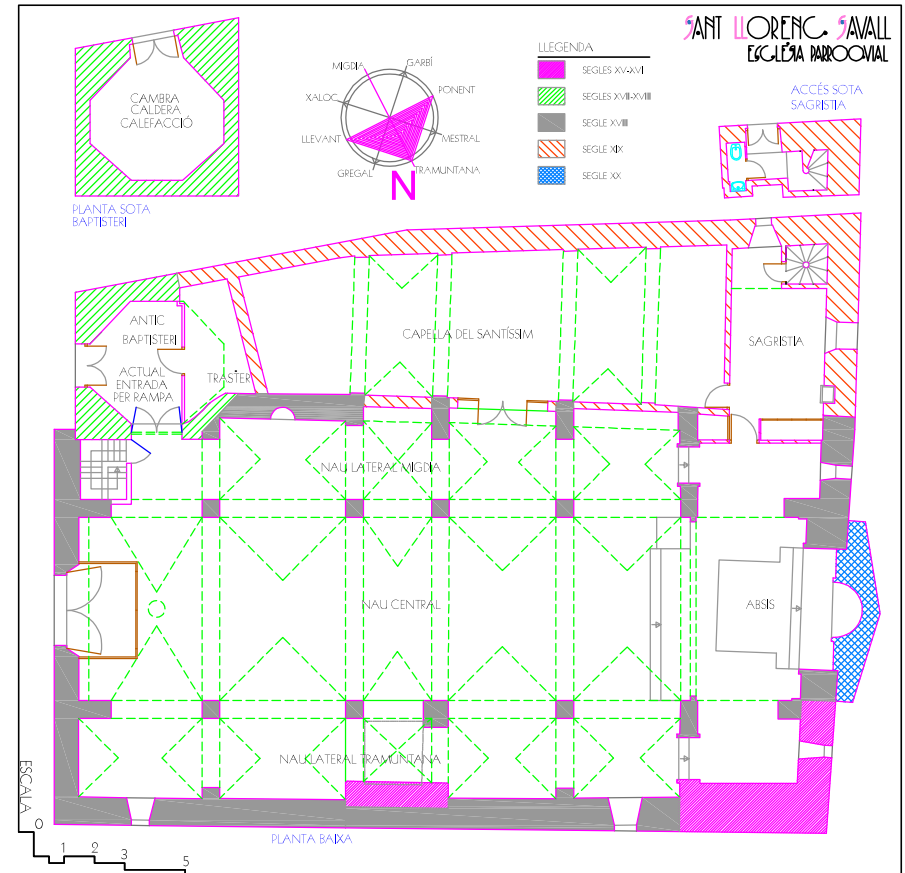 SANT LLORENÇ SAVALL
ESGLÉSIA PARROQVIAL
LLEGENDA
SEGLES XV-XVI
SEGLES XVII-XVIII
SEGLE XVIII
SEGLE XIX
SEGLE XX
MIGDIA
GARBÍ
XALOC
PONENT
LLEVANT
MESTRAL
GREGAL
TRAMUNTANA
N
CAMBRA
CALDERA
CALEFACCIÓ
PLANTA SOTA
BAPTISTERI
ACCÉS SOTA
SAGRISTIA
ANTIC
BAPTISTERI
ACTUAL
ENTRADA
PER RAMPA
TRASTER
CAPELLA DEL SANTÍSSIM
SAGRISTIA
NAU LATERAL MIGDIA
NAU CENTRAL
ABSIS
NAU LATERAL TRAMUNTANA
PLANTA BAIXA
ESCALA
0
1 2 3 5